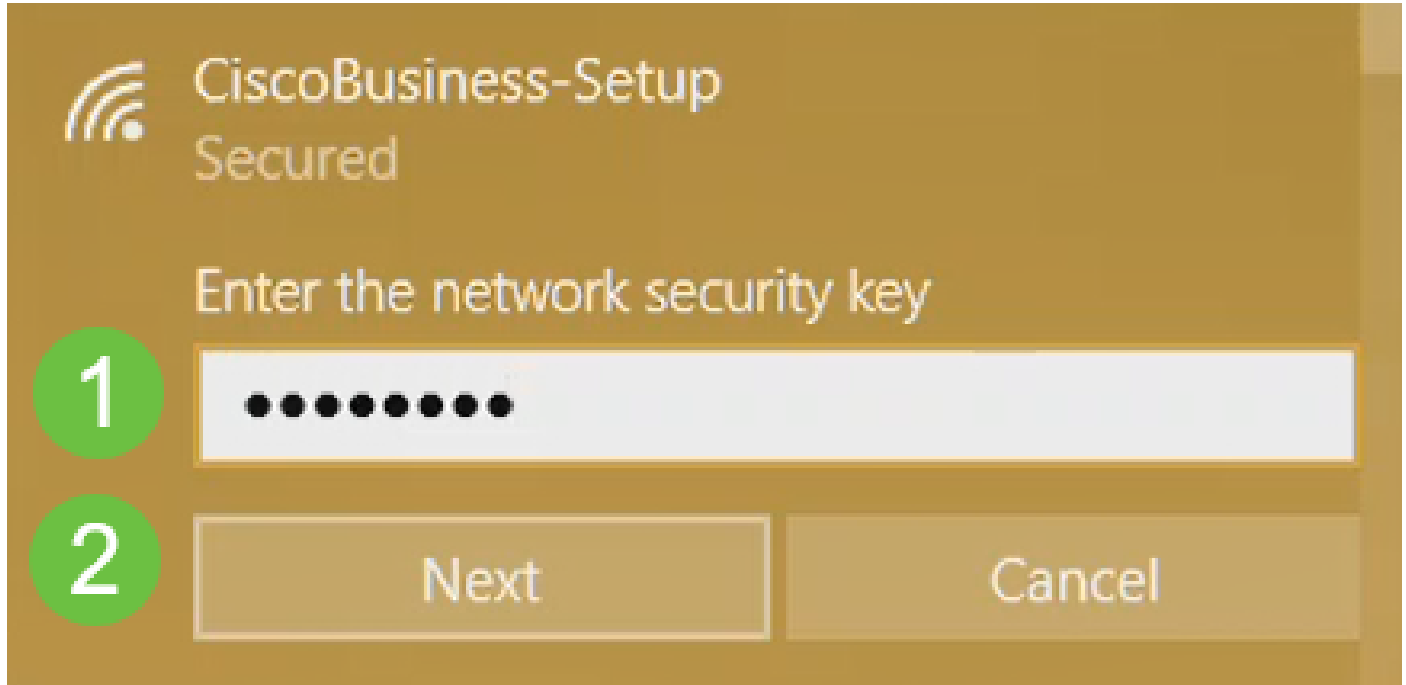 CiscoBusiness-Setup
Secured
Enter the network security key
1
••••••••
2
Next
Cancel